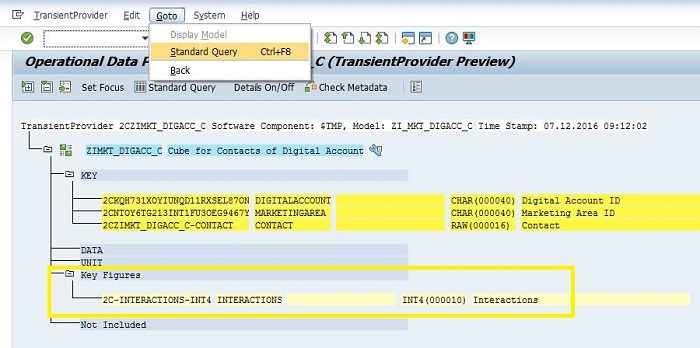 TransientProvider Edit Goto System Help
Display Model
Standard Query Ctrl+F8
Back
Operational Data P _C (TransientProvider Preview)
Set Focus Standard Query Details On/Off Check Metadata
TransientProvider 2CZIMKT_DIGACC_C Software Component: $TMP, Model: ZI_MKT_DIGACC_C Time Stamp: 07.12.2016 09:12:02
ZIMKT_DIGACC_C Cube for Contacts of Digital Account
KEY
2CKQH731XOYIUNQD11RXSEL87ON DIGITALACCOUNT CHAR(000040) Digital Account ID
2CNTOY6TG213INT1FU3OEG9467Y MARKETINGAREA CHAR(000040) Marketing Area ID
2CZIMKT_DIGACC_C-CONTACT CONTACT RAW(000016) Contact
DATA
UNIT
Key Figures
2C-INTERACTIONS-INT4 INTERACTIONS INT4(000010) Interactions
Not Included